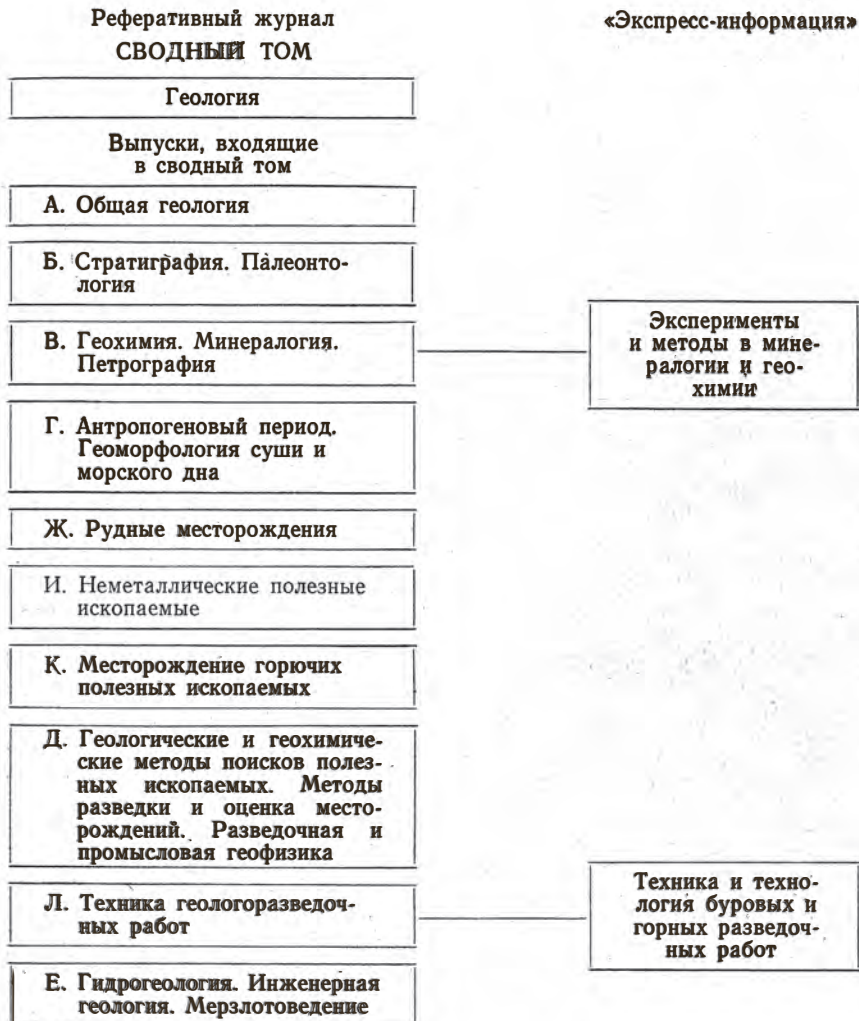 Реферативный журнал
СВОДНЫЙ ТОМ
«Экспресс-информация»
Геология
Выпуски, входящие
в сводный том
А. Общая геология
Б. Стратиграфия. Палеонто-
логия
В. Геохимия. Минералогия.
Петрография
Эксперименты
и методы в мине-
ралогии и гео-
химии
Г. Антропогеновый период.
Геоморфология суши и
морского дна
Ж. Рудные месторождения
И. Неметаллические полезные
ископаемые
К. Месторождение горючих
полезных ископаемых
Д. Геологические и геохимиче-
ские методы поисков полез-
ных ископаемых. Методы
разведки и оценка место-
рождений. Разведочная и
промысловая геофизика
Л. Техника геологоразведоч-
ных работ
Техника и техно-
логия буровых и
горных разведоч-
ных работ
Е. Гидрогеология. Инженерная
геология. Мерзлотоведение